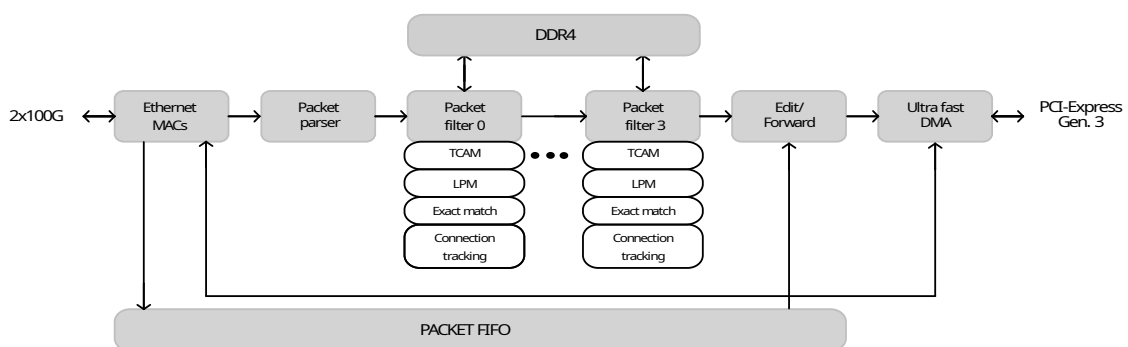 DDR4
2x100G
Ethernet
MACs
Packet
parser
Packet
filter 0
Packet
filter 3
Edit/
Forward
Ultra fast
DMA
PCI-Express
Gen. 3
TCAM
LPM
Exact match
Connection
tracking
TCAM
LPM
Exact match
Connection
tracking
PACKET FIFO